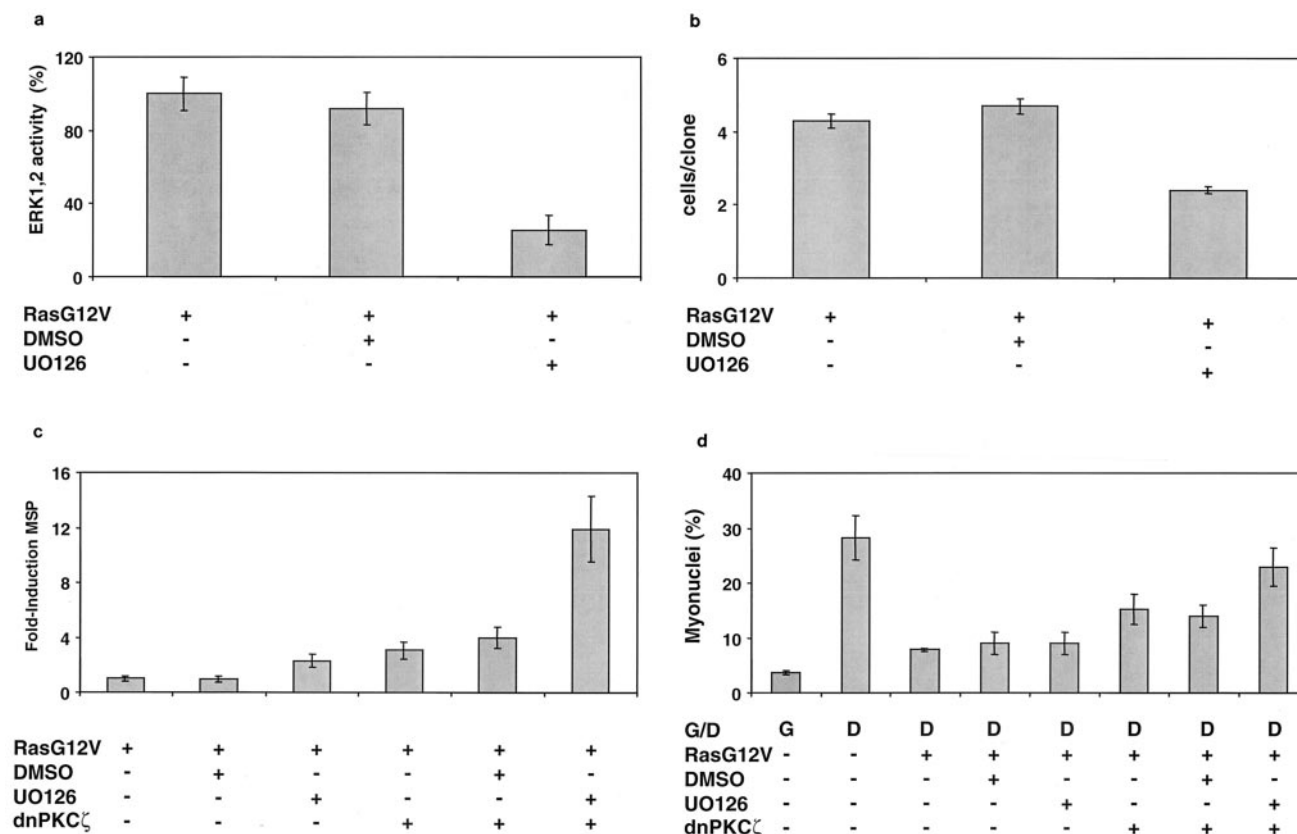 a
ERK1,2 activity (%)
120
80
40
0
RasG12V + + +
DMSO - + -
UO126 - - +
b
cells/clone
6
4
2
0
RasG12V + + +
DMSO - + -
UO126 - - +
c
Fold-Induction MSP
16
12
8
4
0
RasG12V + + + + + +
DMSO - + - - + -
UO126 - - + - - +
dnPKCζ - - - + + +
d
Myonuclei (%)
40
30
20
10
0
G/D G D D D D D D D
RasG12V - - + + + + + +
DMSO - - - + - - + -
UO126 - - - - + - - +
dnPKCζ - - - - - + + +